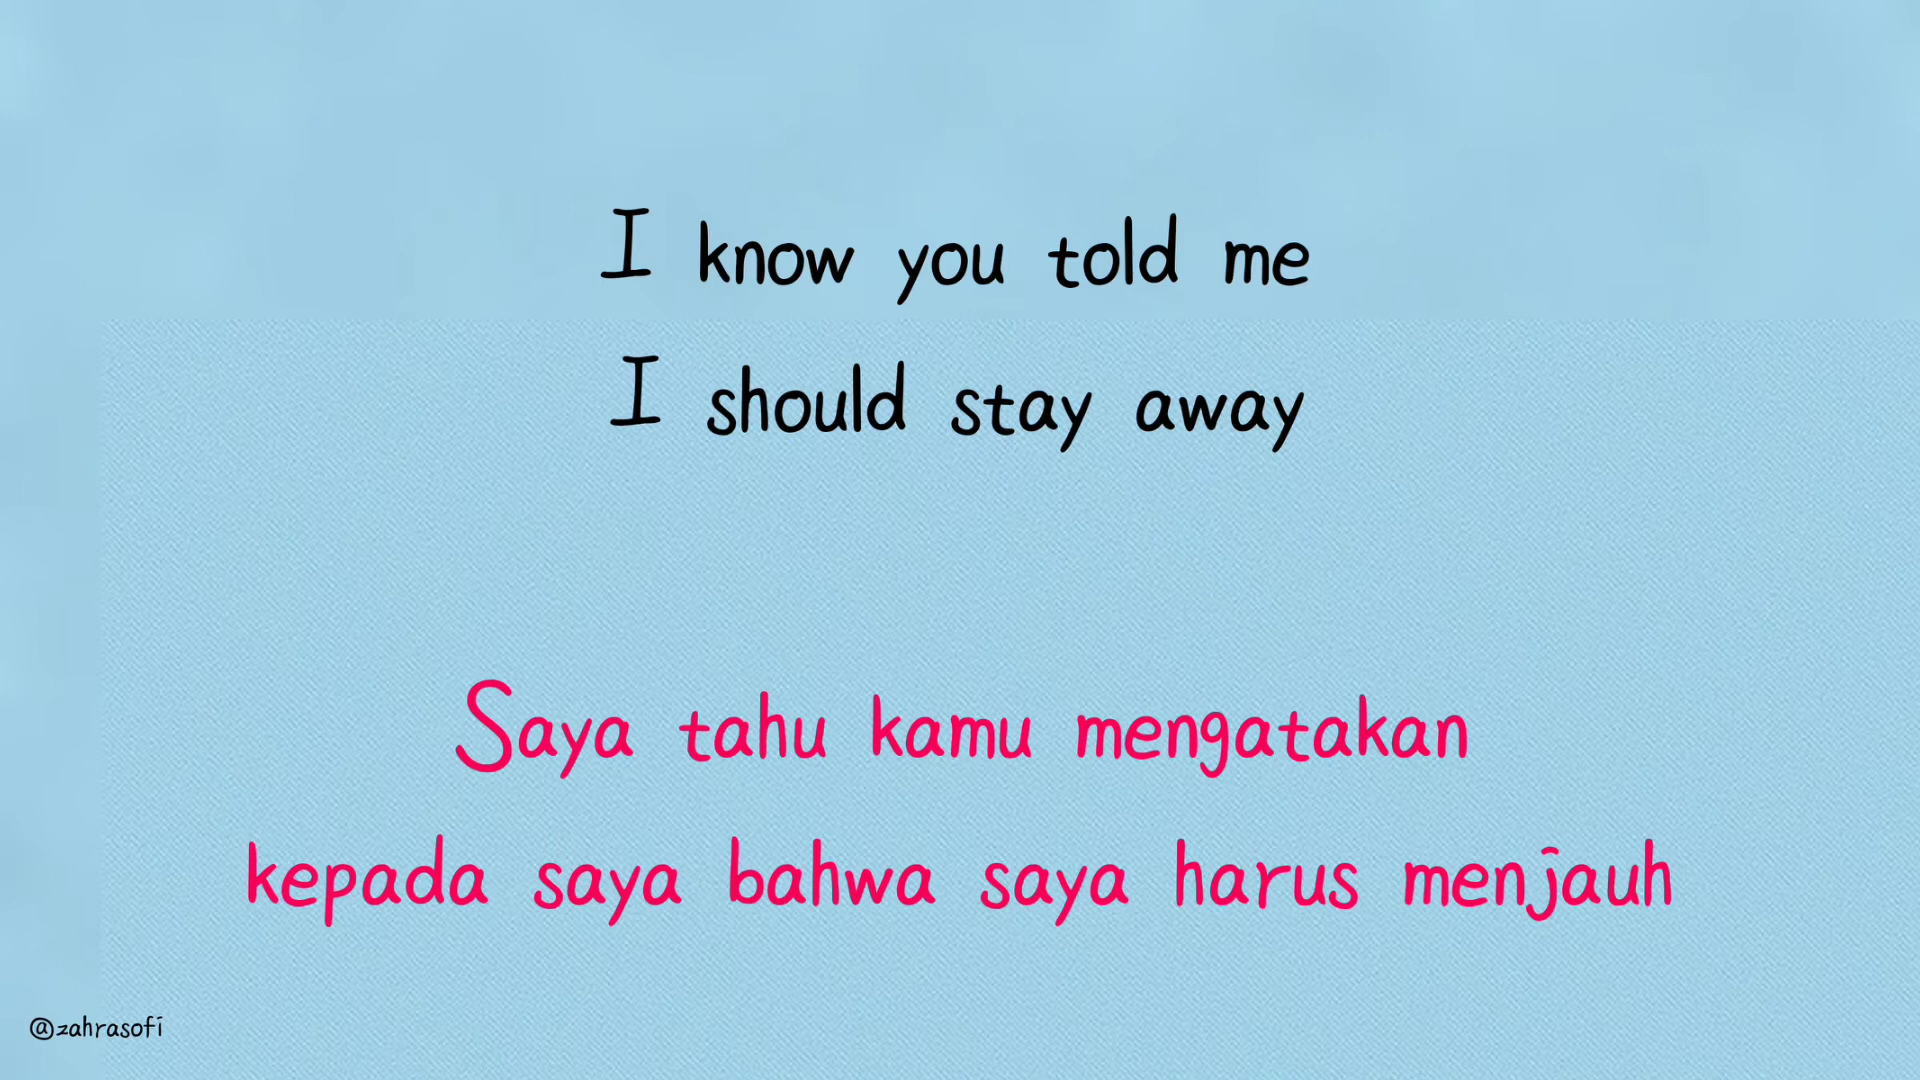 I know you told me
I should stay away
Saya tahu kamu mengatakan
kepada saya bahwa saya harus menjauh
@zahrasofi